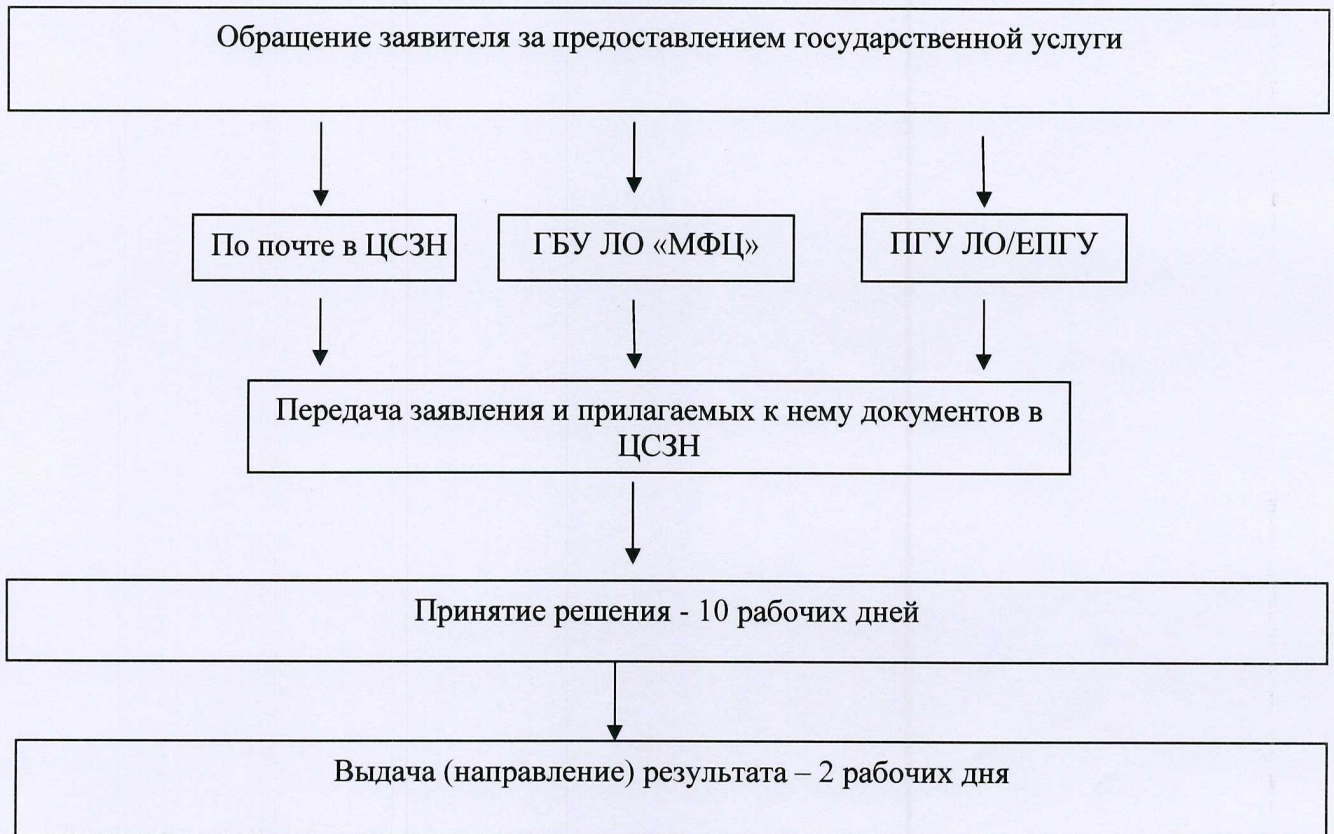 Обращение заявителя за предоставлением государственной услуги
По почте в ЦСЗН
ГБУ ЛО «МФЦ»
ПГУ ЛО/ЕПГУ
Передача заявления и прилагаемых к нему документов в
ЦСЗН
Принятие решения - 10 рабочих дней
Выдача (направление) результата – 2 рабочих дня